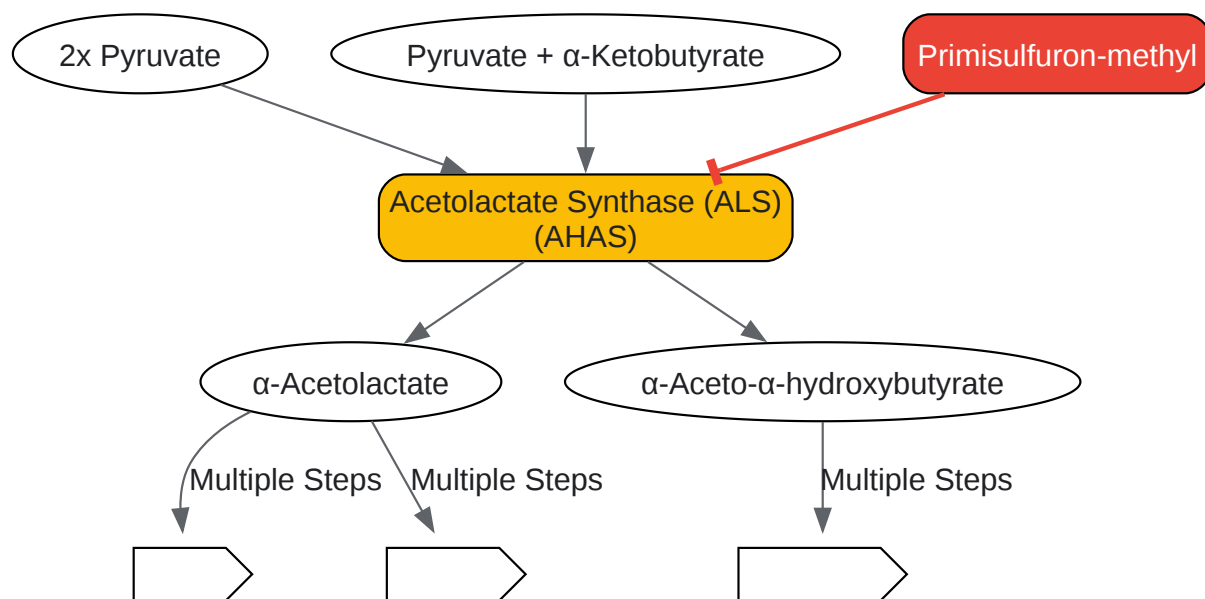 2x Pyruvate
Pyruvate + α-Ketobutyrate
Primisulfuron-methyl
Acetolactate Synthase (ALS)
(AHAS)
α-Acetolactate
α-Aceto-α-hydroxybutyrate
Multiple Steps
Multiple Steps
Multiple Steps